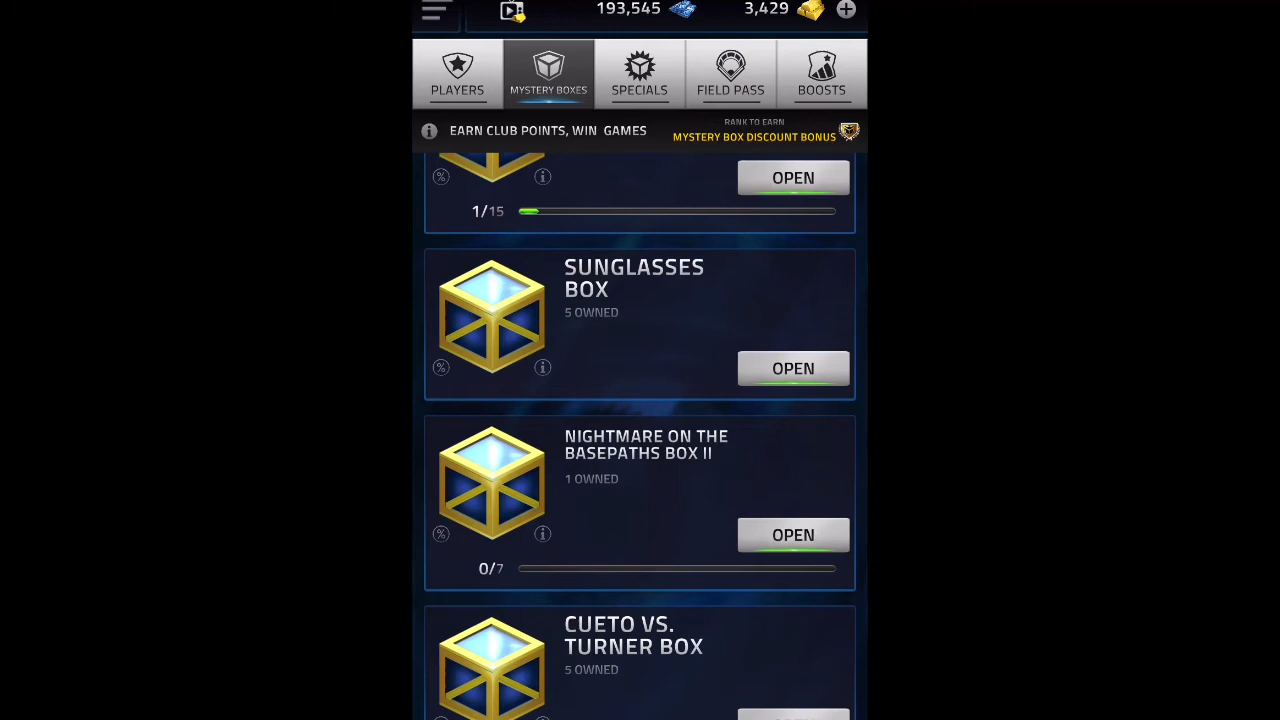 193,545
3,429
PLAYERS
MYSTERY BOXES
SPECIALS
FIELD PASS
BOOSTS
EARN CLUB POINTS, WIN GAMES
RANK TO EARN
MYSTERY BOX DISCOUNT BONUS
OPEN
1/15
SUNGLASSES
BOX
5 OWNED
OPEN
NIGHTMARE ON THE
BASEPATHS BOX II
1 OWNED
OPEN
0/7
CUETO VS.
TURNER BOX
5 OWNED